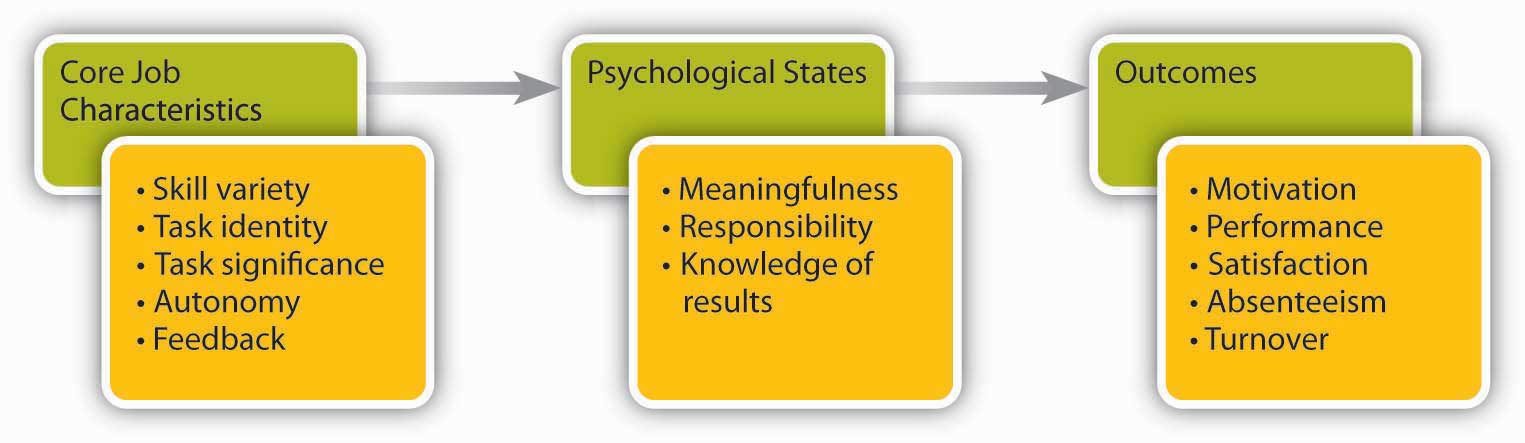 Core Job
Characteristics
• Skill variety
• Task identity
• Task significance
• Autonomy
• Feedback
Psychological States
• Meaningfulness
• Responsibility
• Knowledge of
results
Outcomes
• Motivation
• Performance
• Satisfaction
• Absenteeism
• Turnover